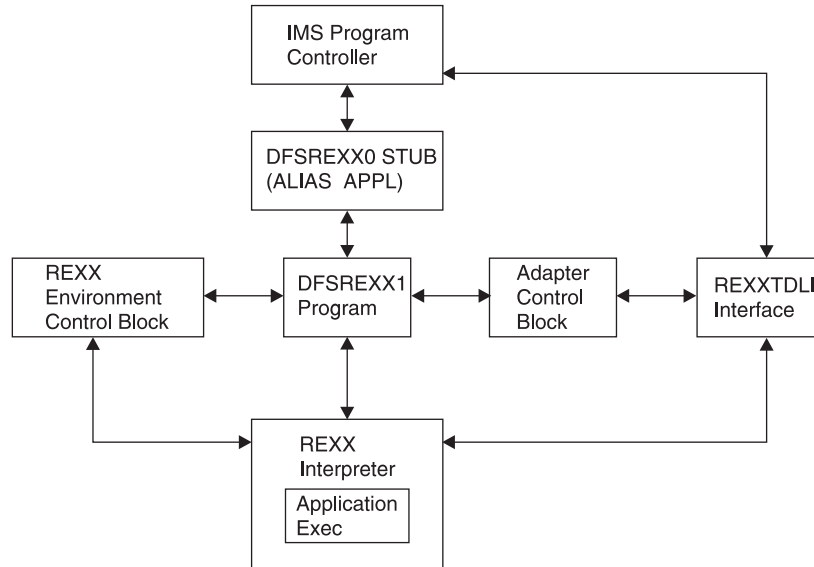 IMS Program
Controller
DFSREXX0 STUB
(ALIAS APPL)
REXX
Environment
Control Block
DFSREXX1
Program
Adapter
Control
Block
REXXTDLI
Interface
REXX
Interpreter
Application
Exec